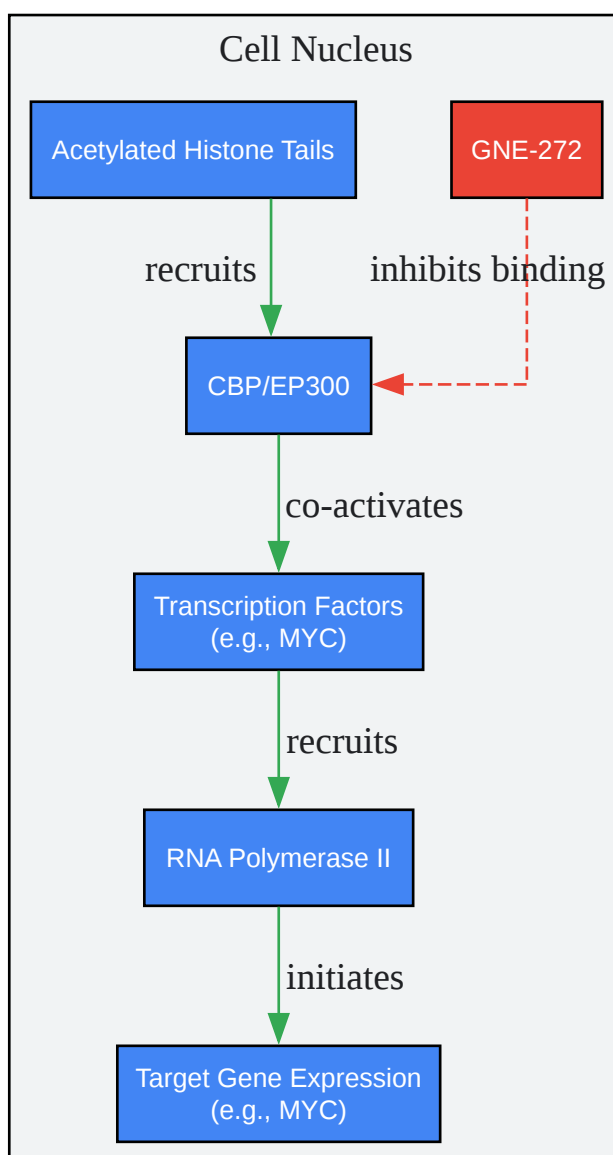 Cell Nucleus
Acetylated Histone Tails
GNE-272
recruits
inhibits binding
CBP/EP300
co-activates
Transcription Factors
(e.g., MYC)
recruits
RNA Polymerase II
initiates
Target Gene Expression
(e.g., MYC)